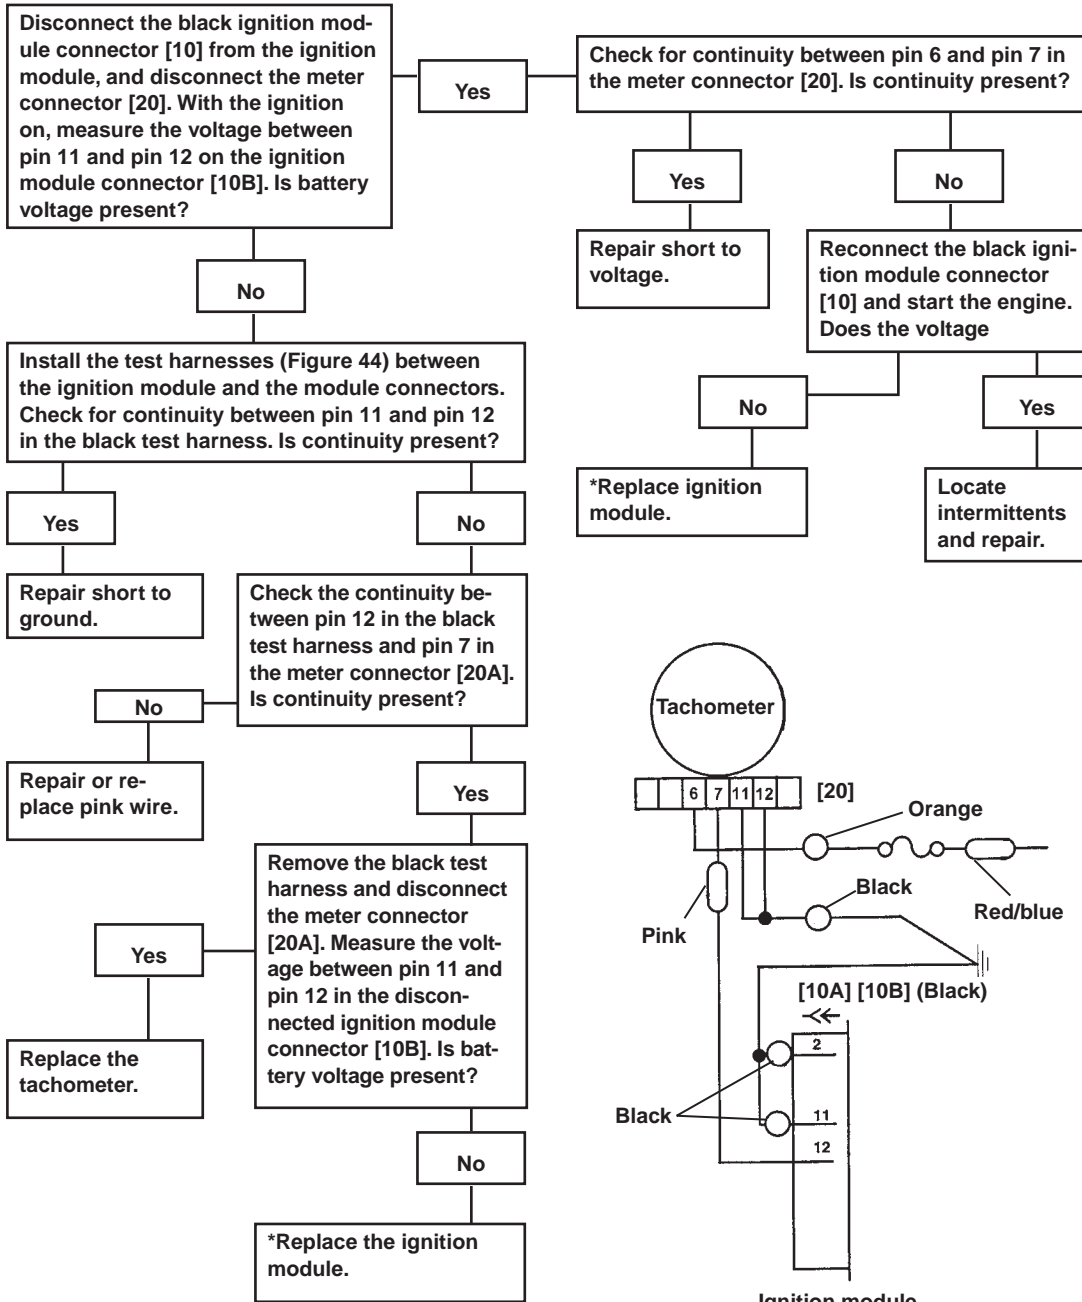 Disconnect the black ignition mod-
ule connector [10] from the ignition
module, and disconnect the meter
connector [20]. With the ignition
on, measure the voltage between
pin 11 and pin 12 on the ignition
module connector [10B]. Is battery
voltage present?
Yes
Check for continuity between pin 6 and pin 7 in
the meter connector [20]. Is continuity present?
Yes
No
Repair short to
voltage.
Reconnect the black igni-
tion module connector
[10] and start the engine.
Does the voltage
No
Yes
*Replace ignition
module.
Locate
intermittents
and repair.
No
Install the test harnesses (Figure 44) between
the ignition module and the module connectors.
Check for continuity between pin 11 and pin 12
in the black test harness. Is continuity present?
Yes
No
Repair short to
ground.
Check the continuity be-
tween pin 12 in the black
test harness and pin 7 in
the meter connector [20A].
Is continuity present?
No
Repair or re-
place pink wire.
Yes
Remove the black test
harness and disconnect
the meter connector
[20A]. Measure the volt-
age between pin 11 and
pin 12 in the discon-
nected ignition module
connector [10B]. Is bat-
tery voltage present?
Yes
Replace the
tachometer.
No
*Replace the ignition
module.
Tachometer
6 7 11 12 [20]
Orange
Red/blue
Black
Pink
[10A] [10B] (Black)
2
Black
11
12
Ignition module